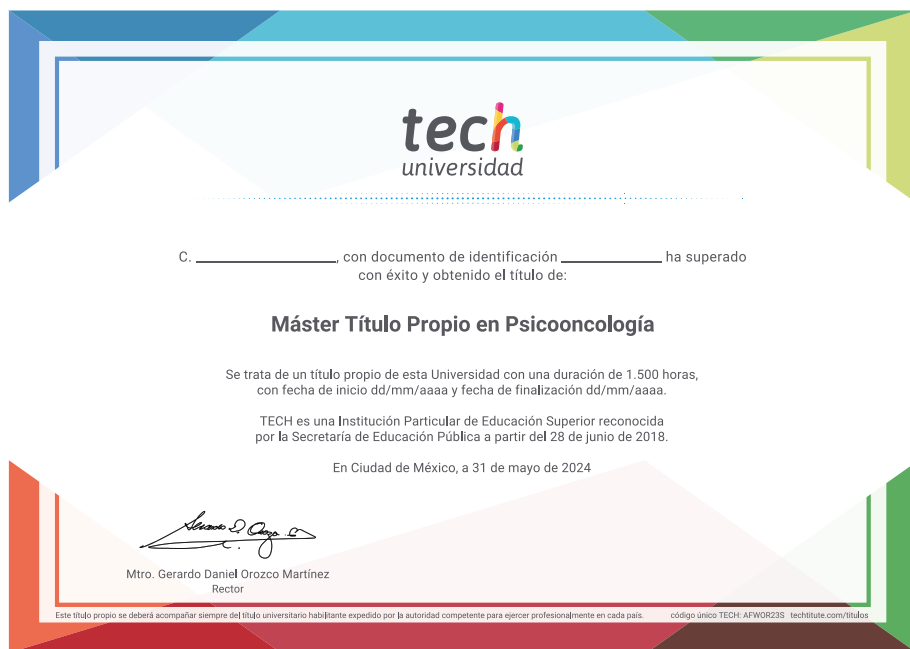 tech
universidad
C. ____________, con documento de identificación ____________ ha superado
con éxito y obtenido el título de:
Máster Título Propio en Psicooncología
Se trata de un título propio de esta Universidad con una duración de 1.500 horas,
con fecha de inicio dd/mm/aaaa y fecha de finalización dd/mm/aaaa.
TECH es una Institución Particular de Educación Superior reconocida
por la Secretaría de Educación Pública a partir del 28 de junio de 2018.
En Ciudad de México, a 31 de mayo de 2024
Mtro. Gerardo Daniel Orozco Martínez
Rector
Este título propio se deberá acompañar siempre del título universitario habilitante expedido por la autoridad competente para ejercer profesionalmente en cada país. código único TECH: AFWOR23S techtitute.com/titulos